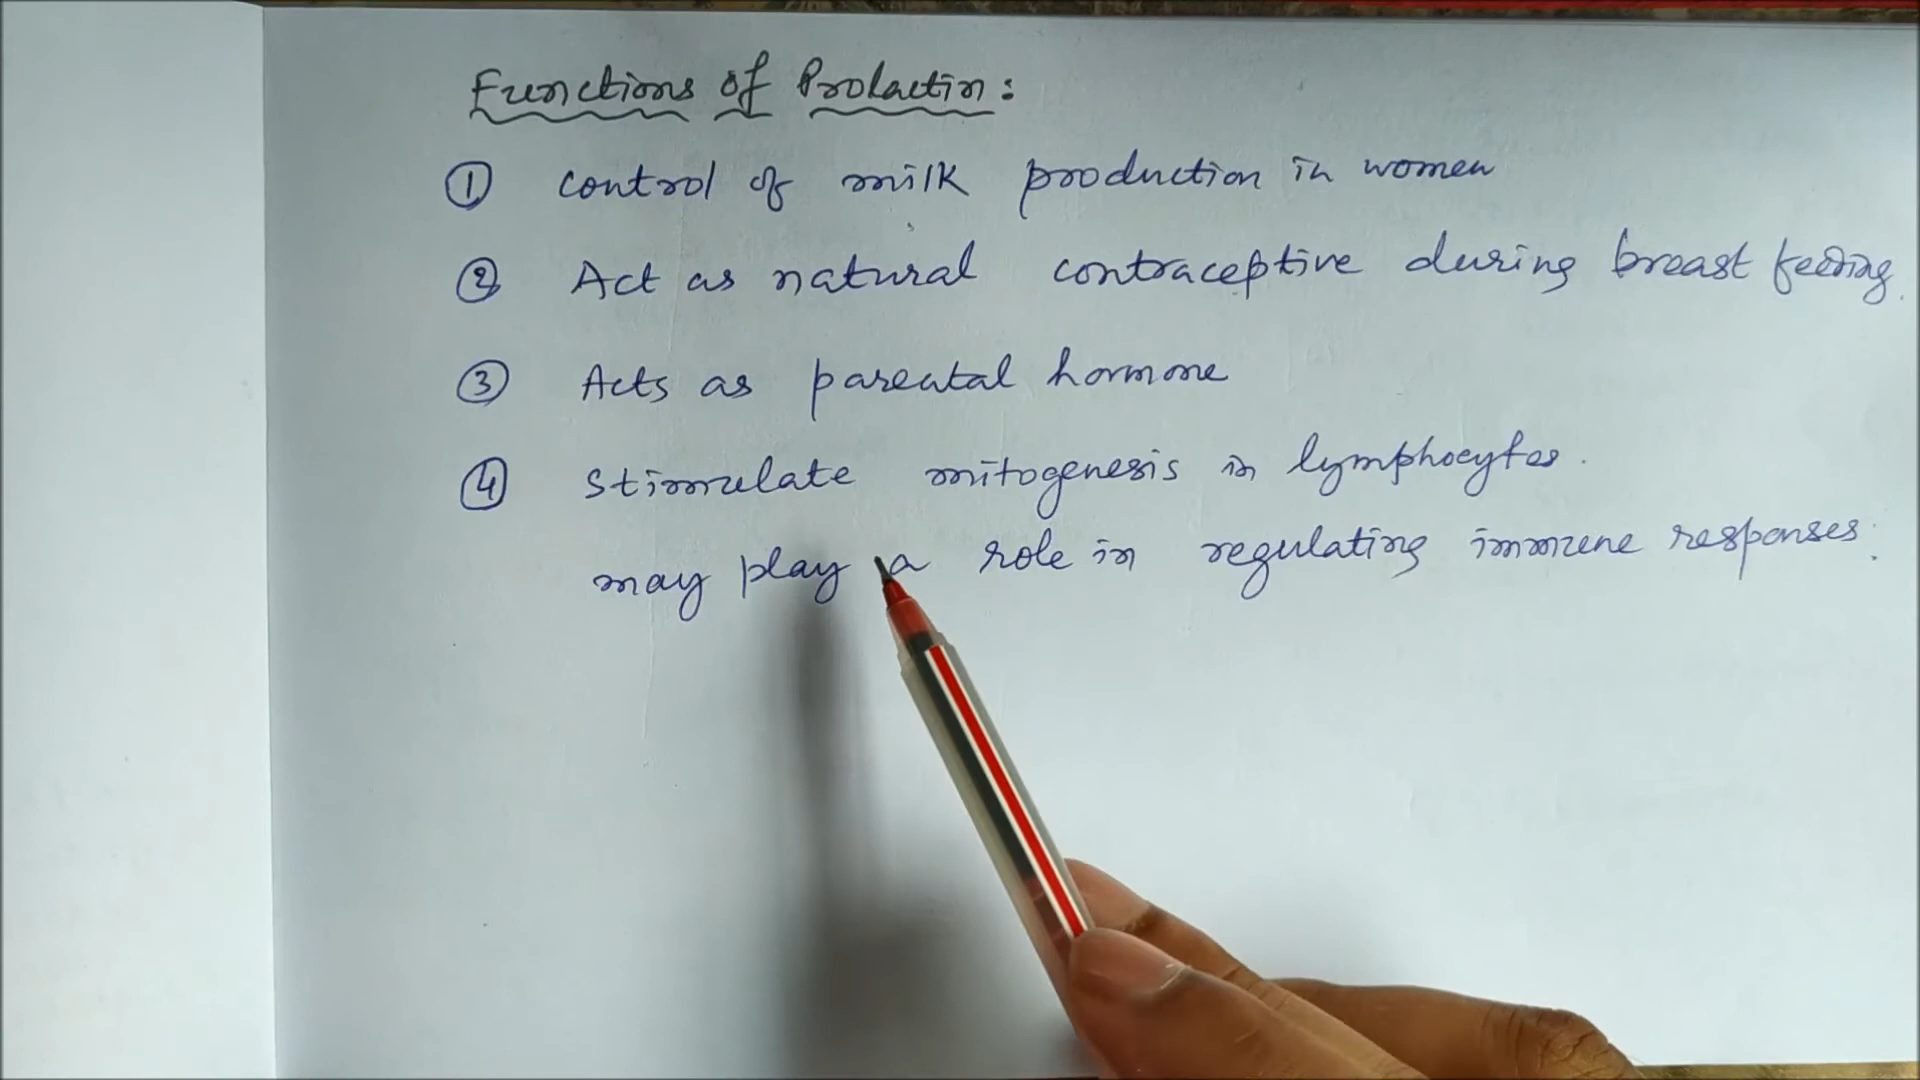 Functions of Prolactin:
① control of milk production in women
② Act as natural contraceptive during breast feeding.
③ Acts as parental hormone
④ Stimulate mitogenesis in lymphocytes.
may play a role in regulating immune responses.